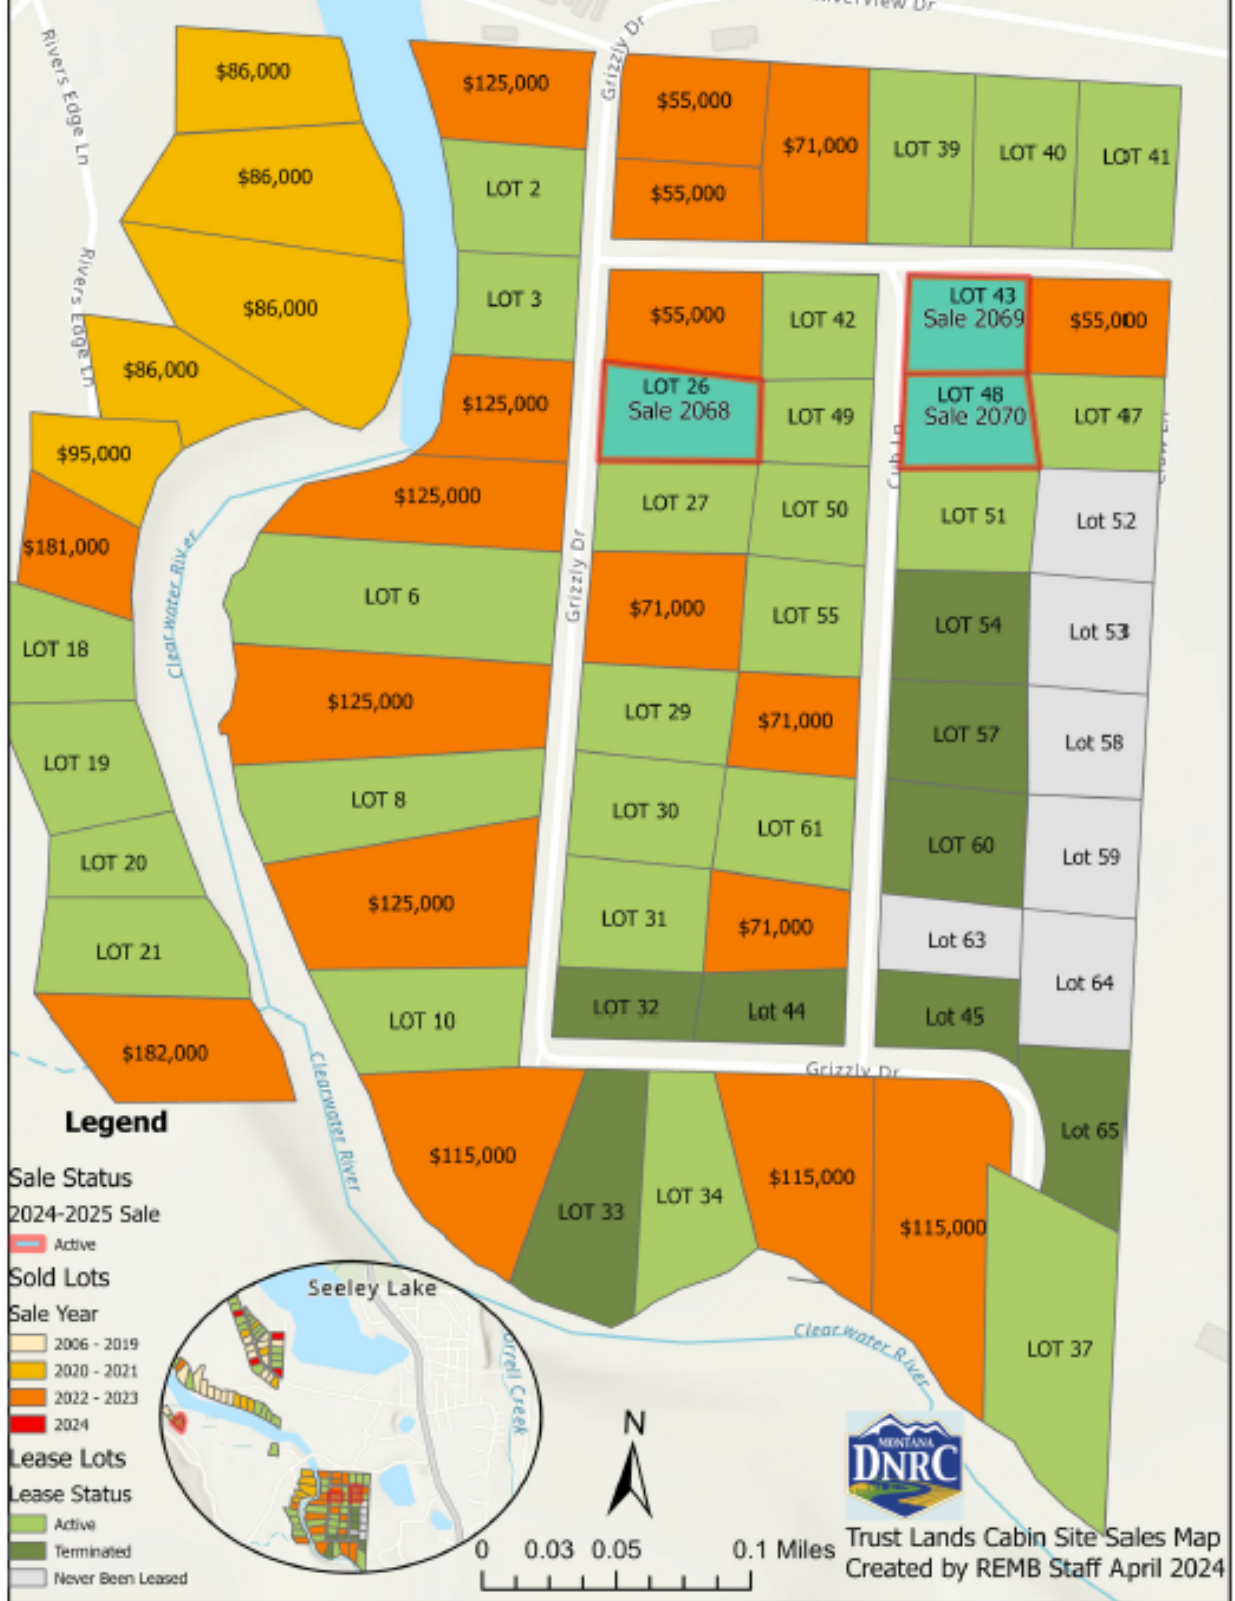 Riverview Dr
Grizzly Dr
Rivers Edge Ln
Rivers Edge Ln
$86,000
$86,000
$86,000
$86,000
$95,000
$181,000
LOT 18
LOT 19
LOT 20
LOT 21
$182,000
$125,000
LOT 2
LOT 3
$125,000
$125,000
LOT 6
$125,000
LOT 8
$125,000
LOT 10
$55,000
$55,000
$71,000
LOT 39
LOT 40
LOT 41
$55,000
LOT 42
LOT 43
Sale 2069
$55,000
LOT 26
Sale 2068
LOT 49
LOT 48
Sale 2070
LOT 47
Cub Ln
LOT 27
LOT 50
LOT 51
Lot 52
Grizzly Dr
$71,000
LOT 55
LOT 54
Lot 53
LOT 29
$71,000
LOT 57
Lot 58
LOT 30
LOT 61
LOT 60
Lot 59
LOT 31
$71,000
Lot 63
Lot 64
LOT 32
Lot 44
Lot 45
Grizzly Dr
Lot 65
$115,000
LOT 33
LOT 34
$115,000
$115,000
LOT 37
Clearwater River
Clearwater River
Clearwater River
Legend
Sale Status
2024-2025 Sale
Active
Sold Lots
Sale Year
2006 - 2019
2020 - 2021
2022 - 2023
2024
Lease Lots
Lease Status
Active
Terminated
Never Been Leased
Seeley Lake
Creek
N
0 0.03 0.05 0.1 Miles
MONTANA
DNRC
Trust Lands Cabin Site Sales Map
Created by REMB Staff April 2024